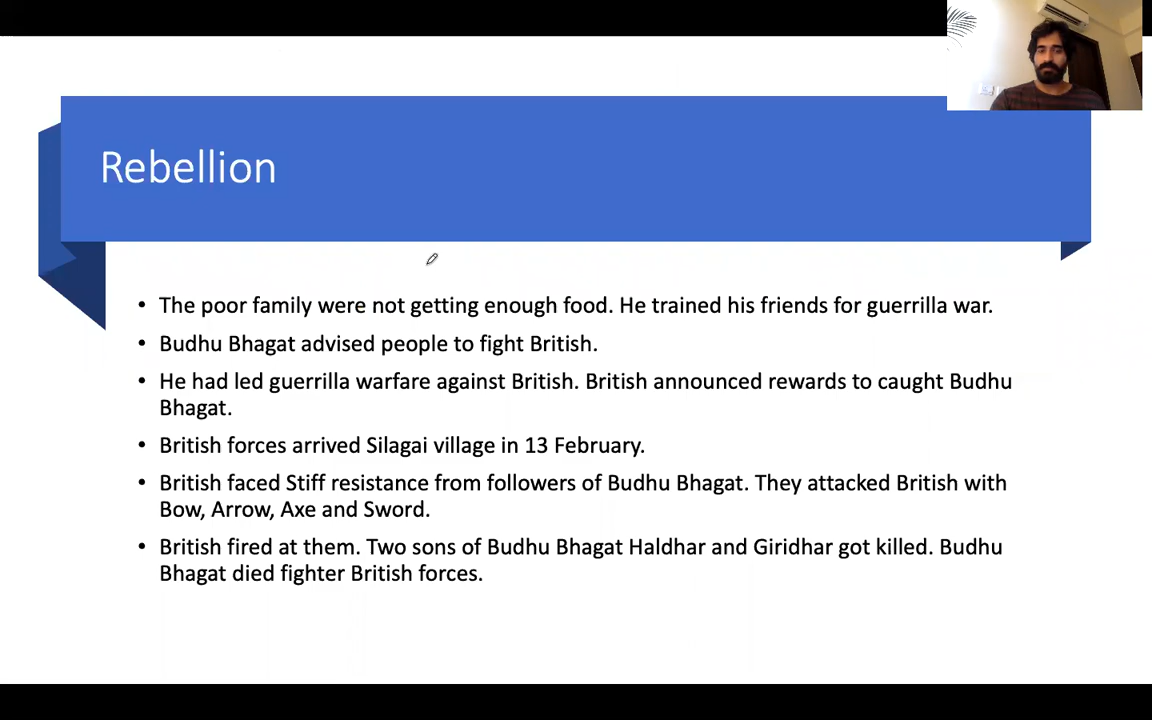 Rebellion
• The poor family were not getting enough food. He trained his friends for guerrilla war.
• Budhu Bhagat advised people to fight British.
• He had led guerrilla warfare against British. British announced rewards to caught Budhu
Bhagat.
• British forces arrived Silagai village in 13 February.
• British faced Stiff resistance from followers of Budhu Bhagat. They attacked British with
Bow, Arrow, Axe and Sword.
• British fired at them. Two sons of Budhu Bhagat Haldhar and Giridhar got killed. Budhu
Bhagat died fighter British forces.